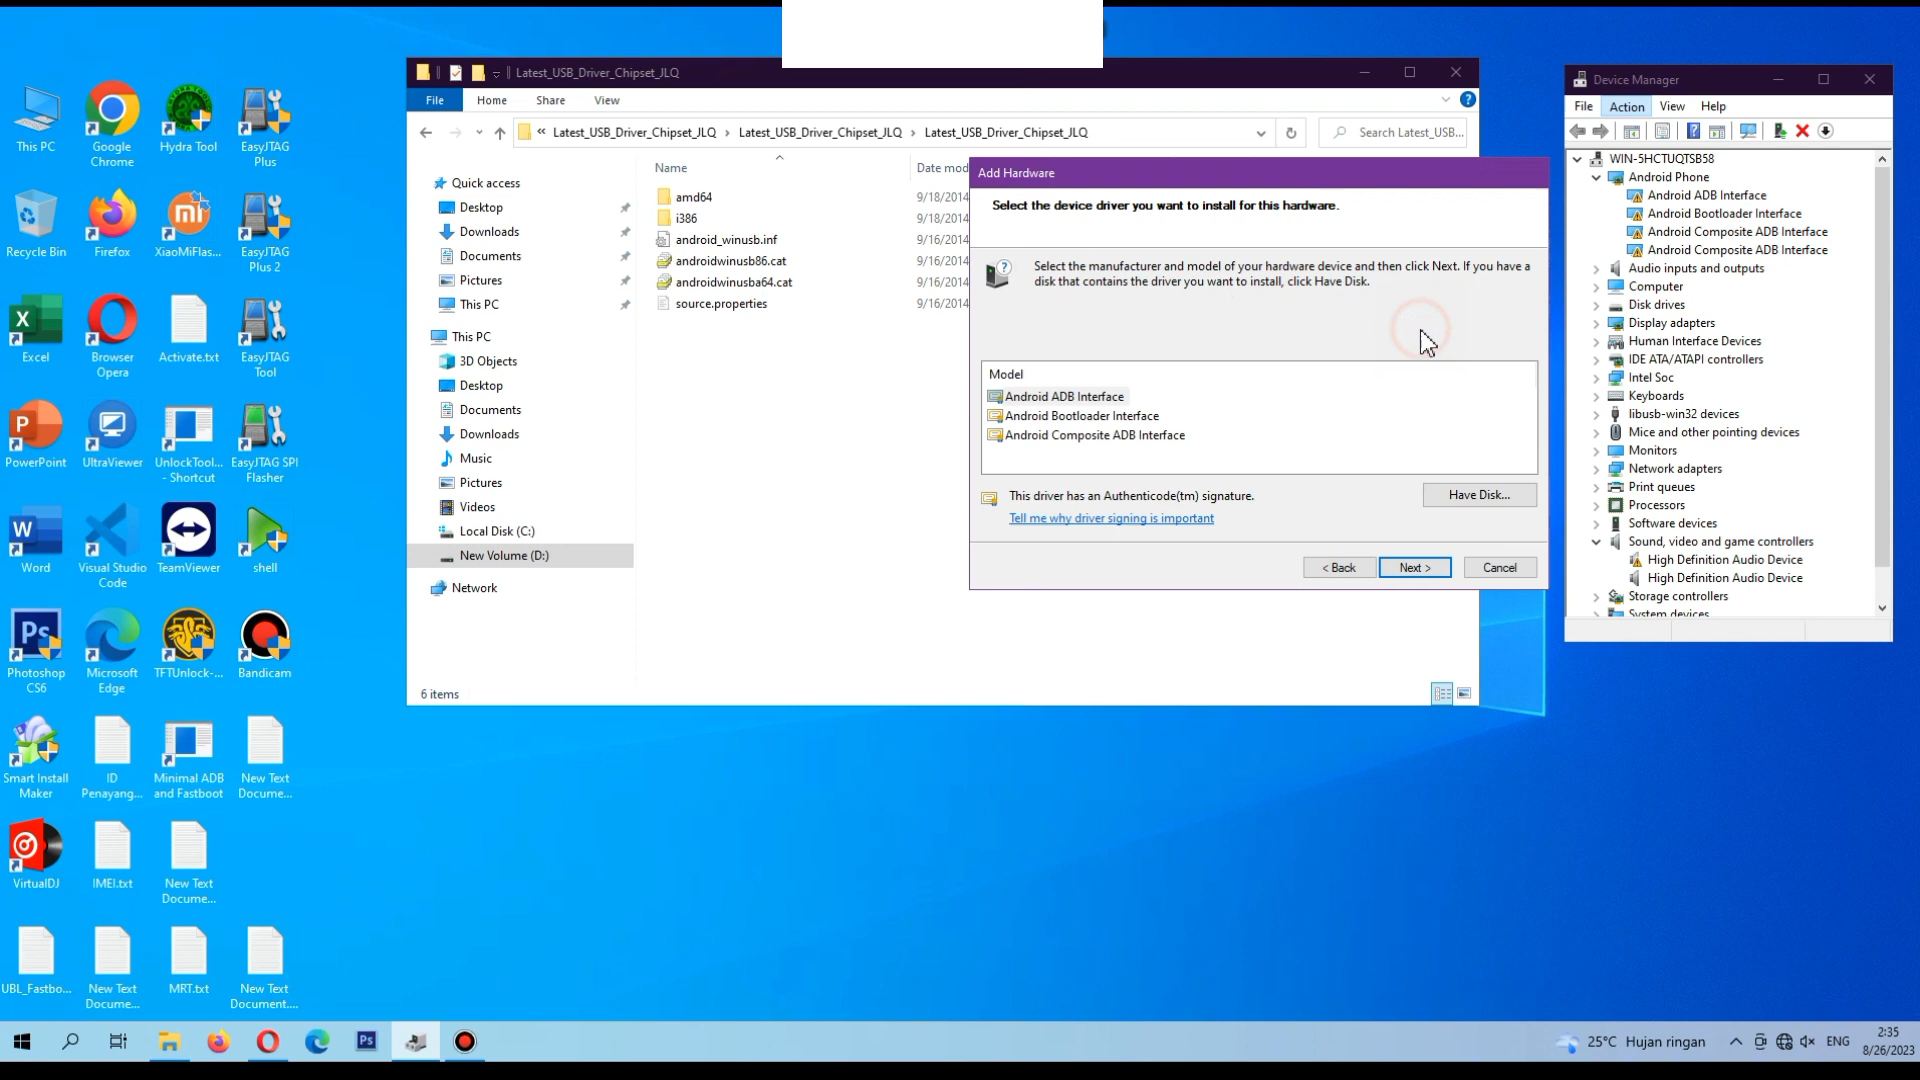 This PC
Google
Chrome
Hydra Tool
EasyJTAG
Plus
Recycle Bin
Firefox
XiaoMiFlas...
EasyJTAG
Plus 2
Excel
Browser
Opera
Activate.txt
EasyJTAG
Tool
PowerPoint
UltraViewer
UnlockTool...
- Shortcut
EasyJTAG SPI
Flasher
Word
Visual Studio
Code
TeamViewer
shell
Photoshop
CS6
Microsoft
Edge
TFTUnlock-...
Bandicam
Smart Install
Maker
ID
Penayang...
Minimal ADB
and Fastboot
New Text
Docume...
VirtualDJ
IMEI.txt
New Text
Docume...
UBL_Fastbo...
New Text
Docume...
MRT.txt
New Text
Document....
Latest_USB_Driver_Chipset_JLQ
File Home Share View
« Latest_USB_Driver_Chipset_JLQ › Latest_USB_Driver_Chipset_JLQ › Latest_USB_Driver_Chipset_JLQ
Search Latest_USB...
Quick access
Desktop
Downloads
Documents
Pictures
This PC
This PC
3D Objects
Desktop
Documents
Downloads
Music
Pictures
Videos
Local Disk (C:)
New Volume (D:)
Network
Name Date mod
amd64 9/18/2014
i386 9/18/2014
android_winusb.inf 9/16/2014
androidwinusb86.cat 9/16/2014
androidwinusba64.cat 9/16/2014
source.properties 9/16/2014
6 items
Add Hardware
Select the device driver you want to install for this hardware.
Select the manufacturer and model of your hardware device and then click Next. If you have a
disk that contains the driver you want to install, click Have Disk.
Model
Android ADB Interface
Android Bootloader Interface
Android Composite ADB Interface
This driver has an Authenticode(tm) signature.
Tell me why driver signing is important
Have Disk...
< Back Next > Cancel
Device Manager
File Action View Help
WIN-5HCTUQTSB58
Android Phone
Android ADB Interface
Android Bootloader Interface
Android Composite ADB Interface
Android Composite ADB Interface
Audio inputs and outputs
Computer
Disk drives
Display adapters
Human Interface Devices
IDE ATA/ATAPI controllers
Intel Soc
Keyboards
libusb-win32 devices
Mice and other pointing devices
Monitors
Network adapters
Print queues
Processors
Software devices
Sound, video and game controllers
High Definition Audio Device
High Definition Audio Device
Storage controllers
System devices
25°C Hujan ringan
ENG
2:35
8/26/2023